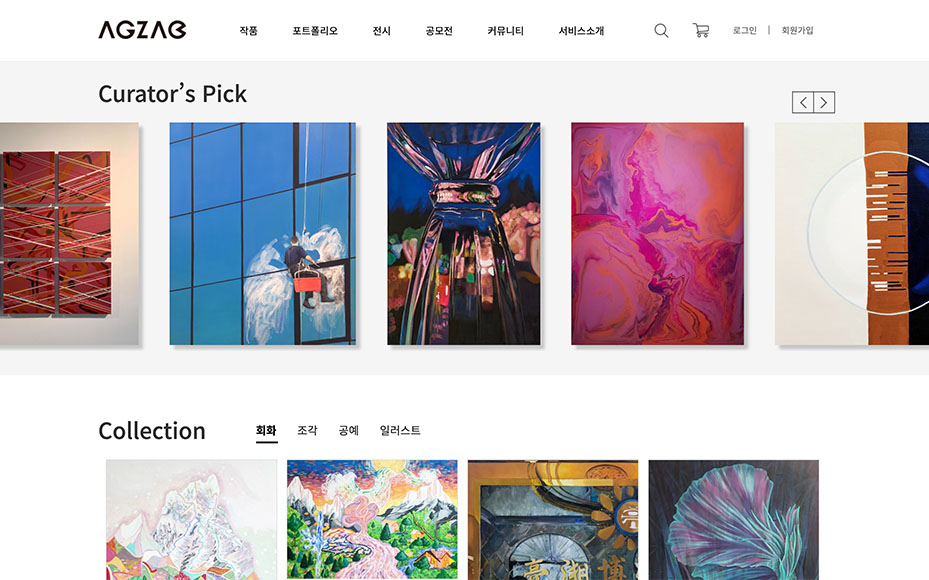 AGZAC 작품 포트폴리오 전시 공모전 커뮤니티 서비스소개 로그인 | 회원가입
Curator’s Pick
Collection 회화 조각 공예 일러스트